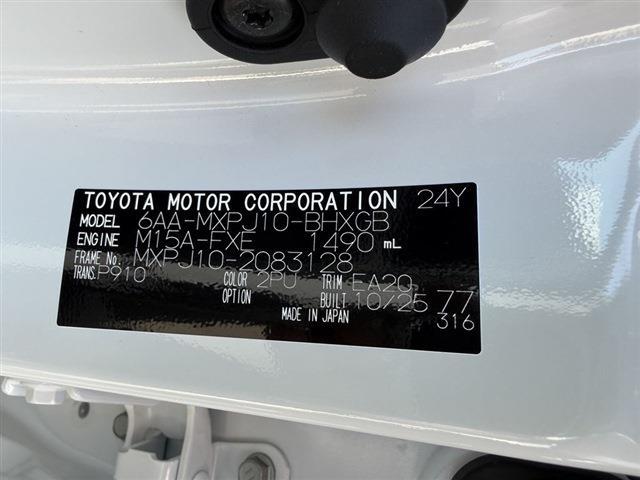 TOYOTA MOTOR CORPORATION 24Y
MODEL 6AA-MXPJ10-BHXGB
ENGINE M15A-FXE 1490 mL
FRAME NO. MXPJ10-2083128
TRANS. P910 COLOR 2PU TRIM EA20
OPTION BUILT 10/25 77
MADE IN JAPAN 316